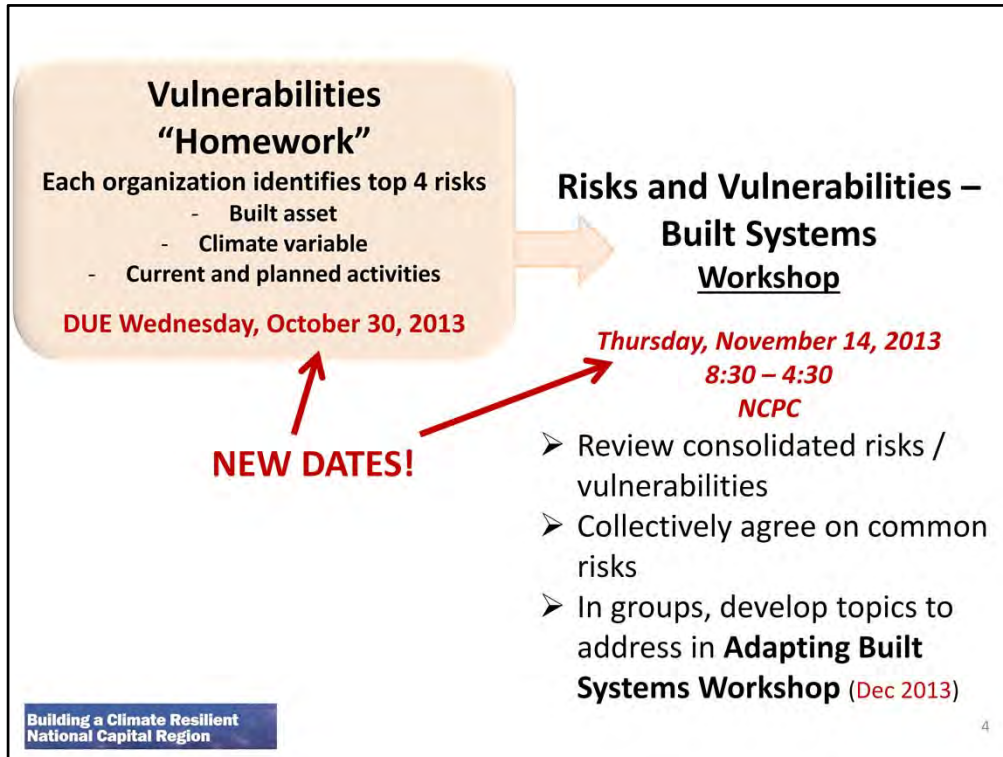 Vulnerabilities
“Homework”
Each organization identifies top 4 risks
- Built asset
- Climate variable
- Current and planned activities
DUE Wednesday, October 30, 2013
NEW DATES!
Risks and Vulnerabilities –
Built Systems
Workshop
Thursday, November 14, 2013
8:30 – 4:30
NCPC
➢ Review consolidated risks /
vulnerabilities
➢ Collectively agree on common
risks
➢ In groups, develop topics to
address in Adapting Built
Systems Workshop (Dec 2013)
Building a Climate Resilient
National Capital Region
4